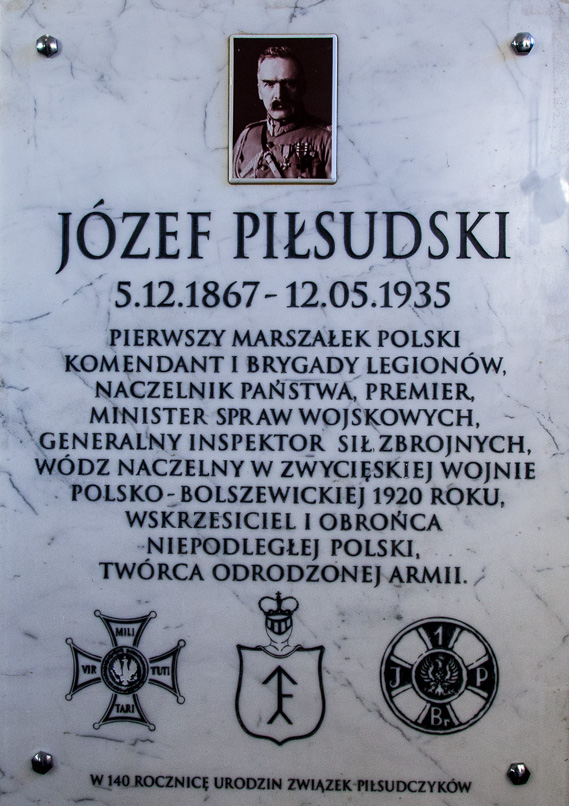 JÓZEF PIŁSUDSKI
5.12.1867 - 12.05.1935
PIERWSZY MARSZAŁEK POLSKI
KOMENDANT I BRYGADY LEGIONÓW,
NACZELNIK PAŃSTWA, PREMIER,
MINISTER SPRAW WOJSKOWYCH,
GENERALNY INSPEKTOR SIŁ ZBROJNYCH,
WÓDZ NACZELNY W ZWYCIĘSKIEJ WOJNIE
POLSKO-BOLSZEWICKIEJ 1920 ROKU,
WSKRZESICIEL I OBROŃCA
NIEPODLEGŁEJ POLSKI,
TWÓRCA ODRODZONEJ ARMII.
MILI
VIR TUTI
TARI
1
J P
Br
W 140 ROCZNICĘ URODZIN ZWIĄZEK PIŁSUDCZYKÓW